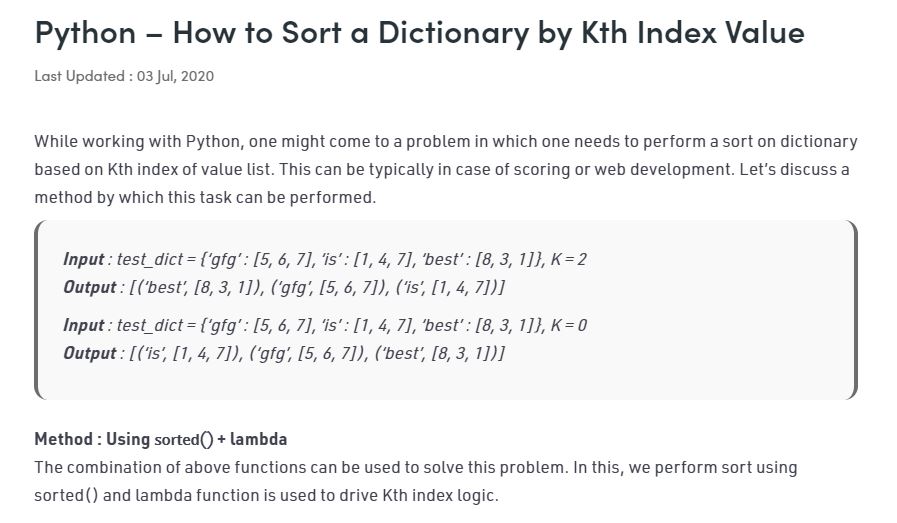 Python – How to Sort a Dictionary by Kth Index Value
Last Updated : 03 Jul, 2020
While working with Python, one might come to a problem in which one needs to perform a sort on dictionary
based on Kth index of value list. This can be typically in case of scoring or web development. Let’s discuss a
method by which this task can be performed.
Input : test_dict = {‘gfg’ : [5, 6, 7], ‘is’ : [1, 4, 7], ‘best’ : [8, 3, 1]}, K = 2
Output : [(‘best’, [8, 3, 1]), (‘gfg’, [5, 6, 7]), (‘is’, [1, 4, 7])]
Input : test_dict = {‘gfg’ : [5, 6, 7], ‘is’ : [1, 4, 7], ‘best’ : [8, 3, 1]}, K = 0
Output : [(‘is’, [1, 4, 7]), (‘gfg’, [5, 6, 7]), (‘best’, [8, 3, 1])]
Method : Using sorted() + lambda
The combination of above functions can be used to solve this problem. In this, we perform sort using
sorted() and lambda function is used to drive Kth index logic.